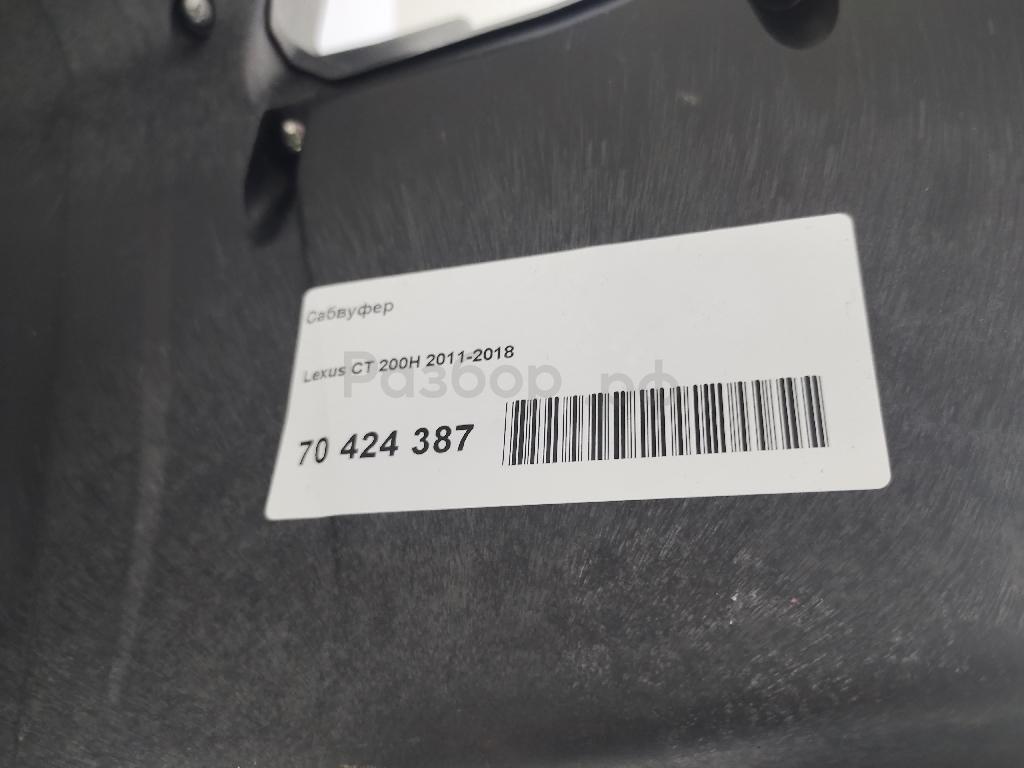 Сабвуфер
Lexus CT 200H 2011-2018
Разбор.рф
70 424 387